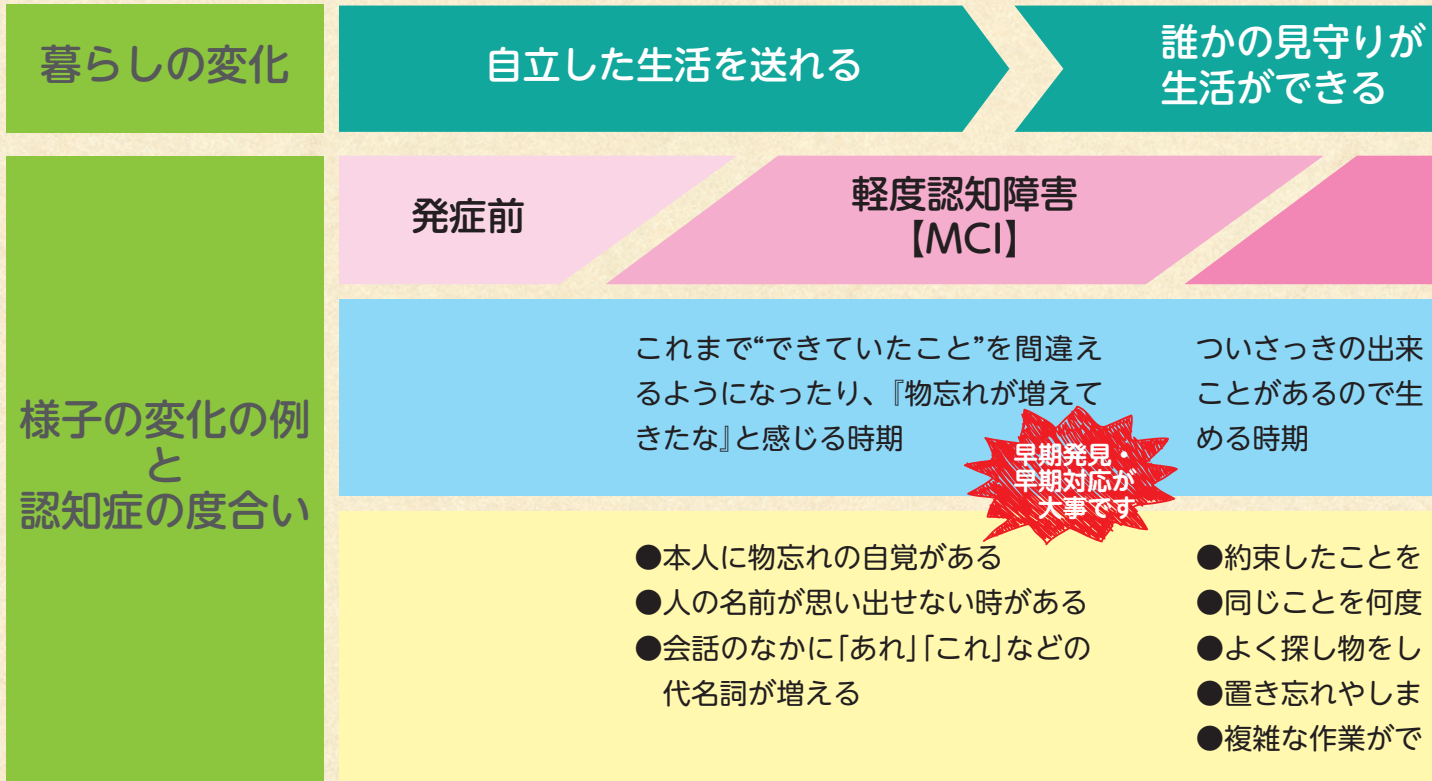 暮らしの変化
自立した生活を送れる
誰かの見守りが
生活ができる
様子の変化の例
と
認知症の度合い
発症前
軽度認知障害
【MCI】
これまで“できていたこと”を間違え
るようになったり、『物忘れが増えて
きたな』と感じる時期
早期発見・
早期対応が
大事です
ついさっきの出来
ことがあるので生
める時期
●本人に物忘れの自覚がある
●人の名前が思い出せない時がある
●会話のなかに「あれ」「これ」などの
代名詞が増える
●約束したことを
●同じことを何度
●よく探し物をし
●置き忘れやしま
●複雑な作業がで